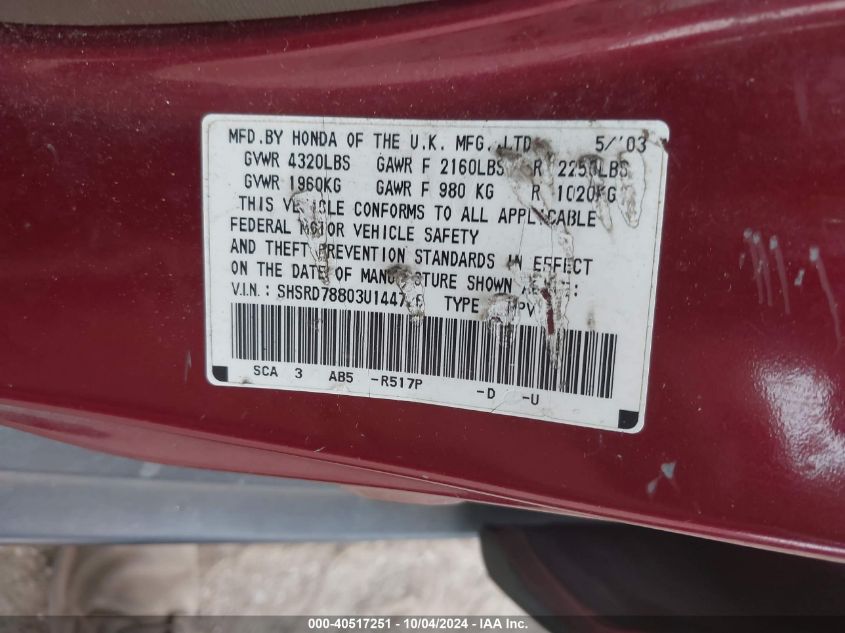 MFD.BY HONDA OF THE U.K. MFG.,LTD 5/'03
GVWR 4320LBS GAWR F 2160LBS R 2250LBS
GVWR 1960KG GAWR F 980 KG R 1020KG
THIS VEHICLE CONFORMS TO ALL APPLICABLE
FEDERAL MOTOR VEHICLE SAFETY
AND THEFT PREVENTION STANDARDS IN EFFECT
ON THE DATE OF MANUFACTURE SHOWN
V.I.N.: TYPE
SCA 3 AB5 -R517P -D -U
000-40517251 - 10/04/2024 - IAA Inc.